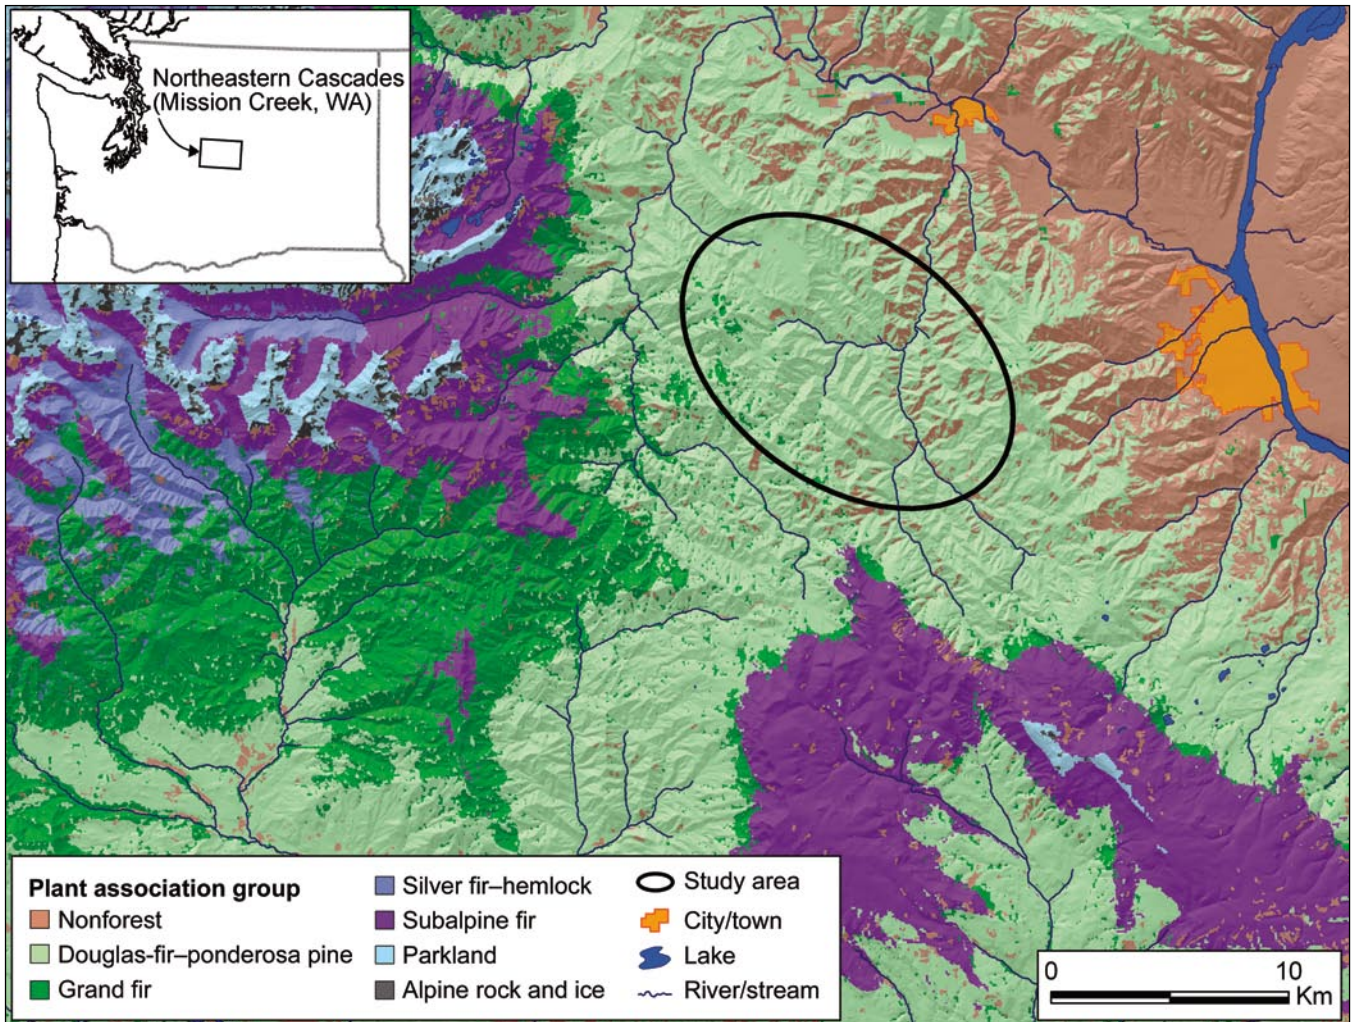 Northeastern Cascades
(Mission Creek, WA)
Plant association group
Nonforest
Douglas-fir–ponderosa pine
Grand fir
Silver fir–hemlock
Subalpine fir
Parkland
Alpine rock and ice
Study area
City/town
Lake
River/stream
0 10
Km